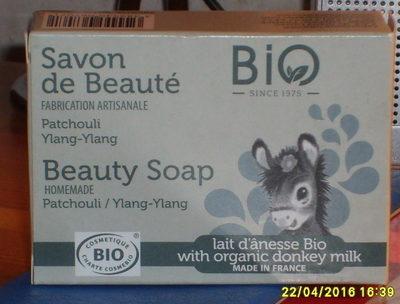 Savon
de Beauté
FABRICATION ARTISANALE
Patchouli
Ylang-Ylang
BiO
SINCE 1975
Beauty Soap
HOMEMADE
Patchouli / Ylang-Ylang
COSMETIQUE
BIO
CHARTE COSMEBIO
lait d'ânesse Bio
with organic donkey milk
MADE IN FRANCE
22/04/2016 16:39